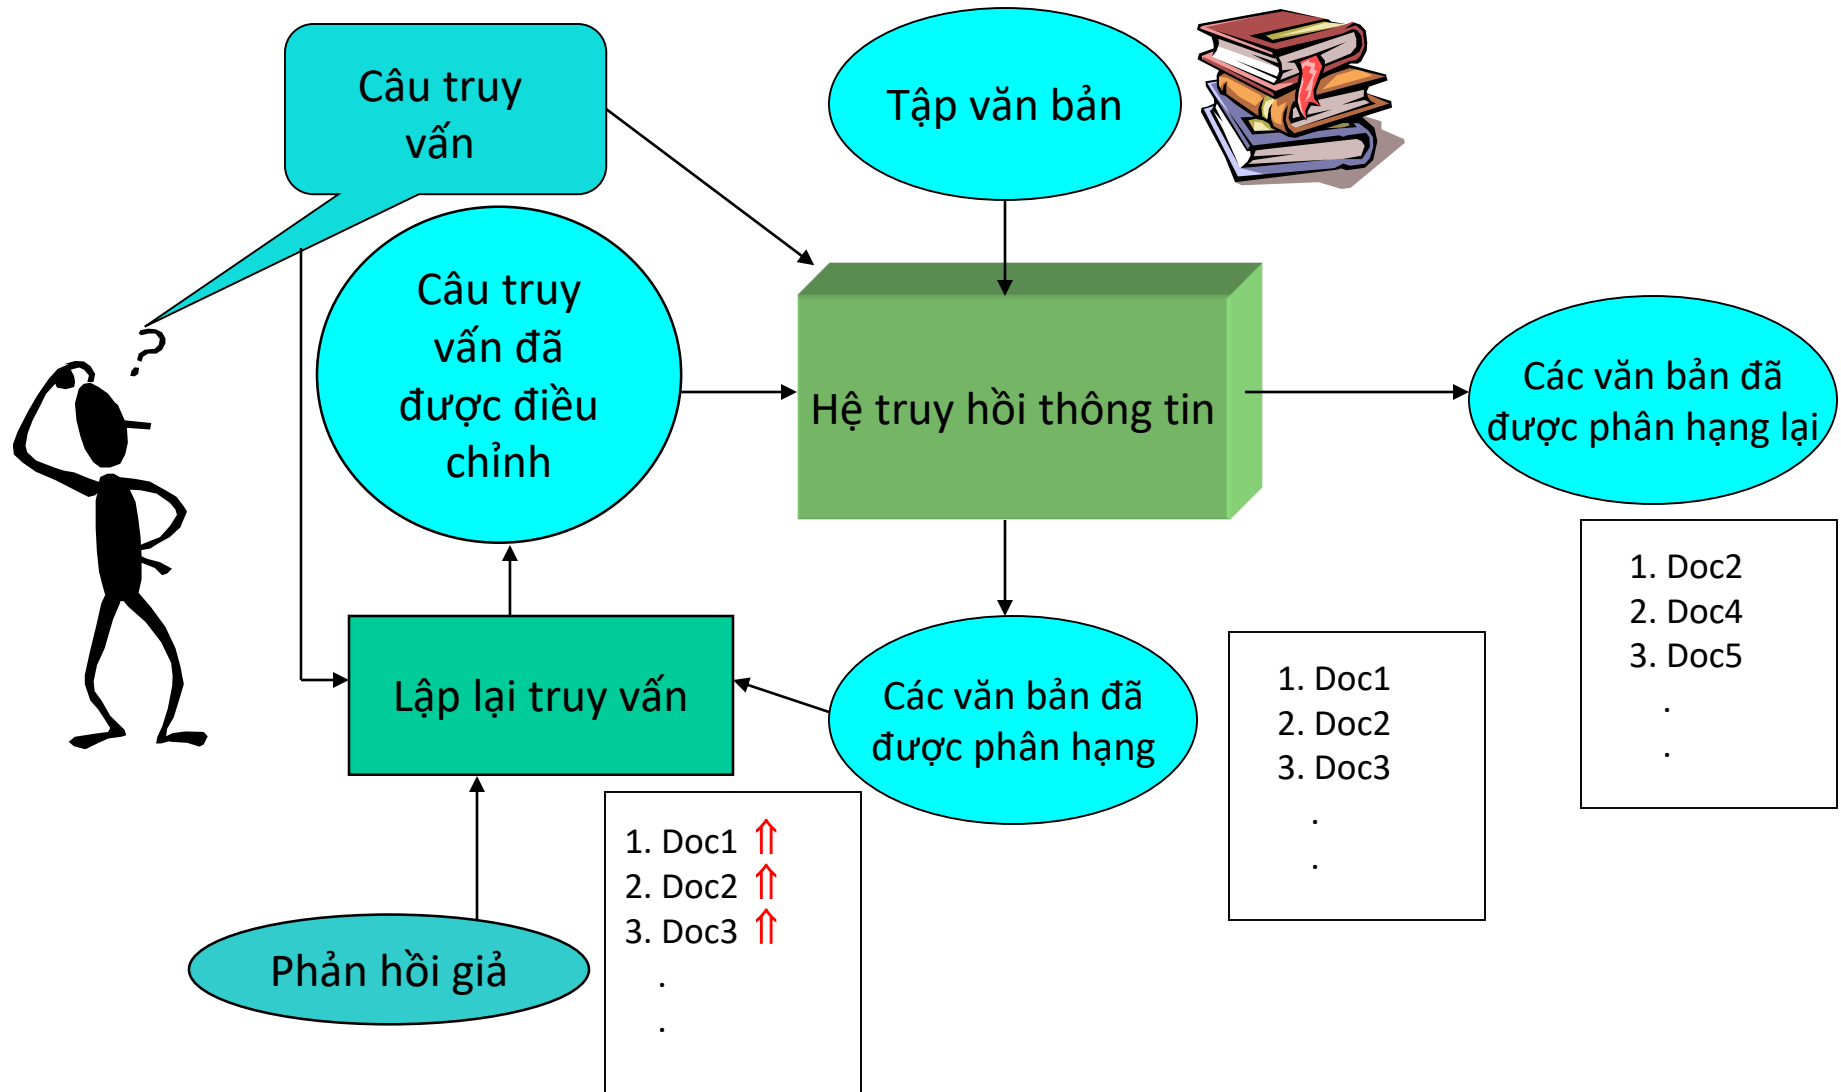 Câu truy
vấn
Tập văn bản
Câu truy
vấn đã
được điều
chỉnh
Hệ truy hồi thông tin
Các văn bản đã
được phân hạng lại
1. Doc2
2. Doc4
3. Doc5
.
.
Lập lại truy vấn
Các văn bản đã
được phân hạng
1. Doc1
2. Doc2
3. Doc3
.
.
1. Doc1 ⇑
2. Doc2 ⇑
3. Doc3 ⇑
.
.
Phản hồi giả
?